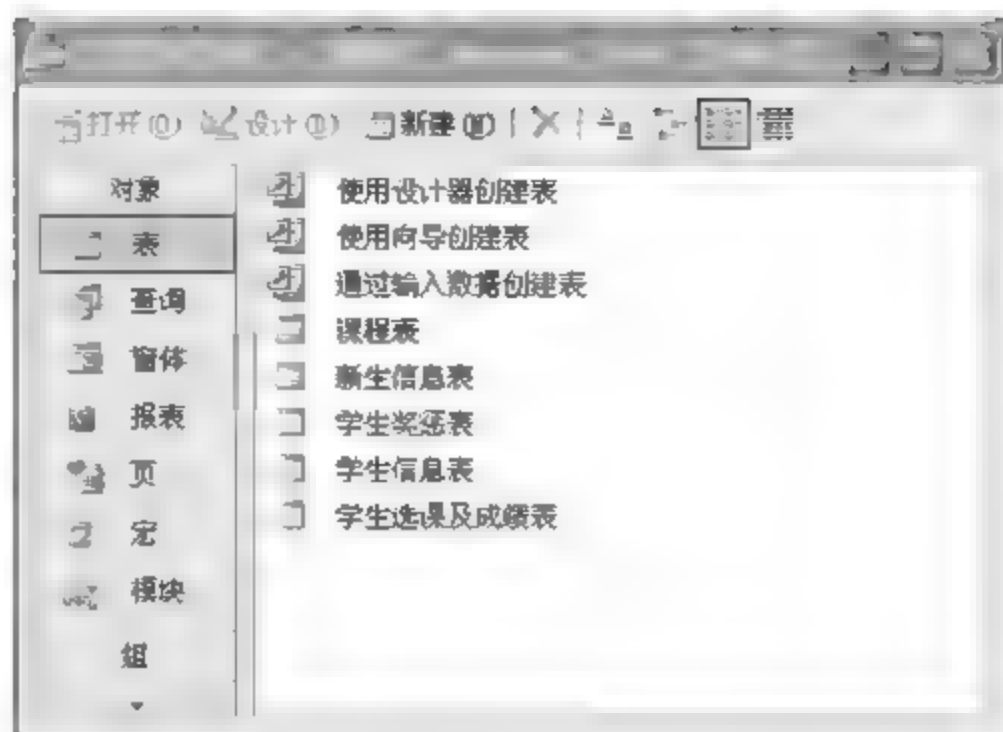 打开(O) 设计(D) 新建(N)
对象
表
查询
窗体
报表
页
宏
模块
组
使用设计器创建表
使用向导创建表
通过输入数据创建表
课程表
新生信息表
学生奖惩表
学生信息表
学生选课及成绩表